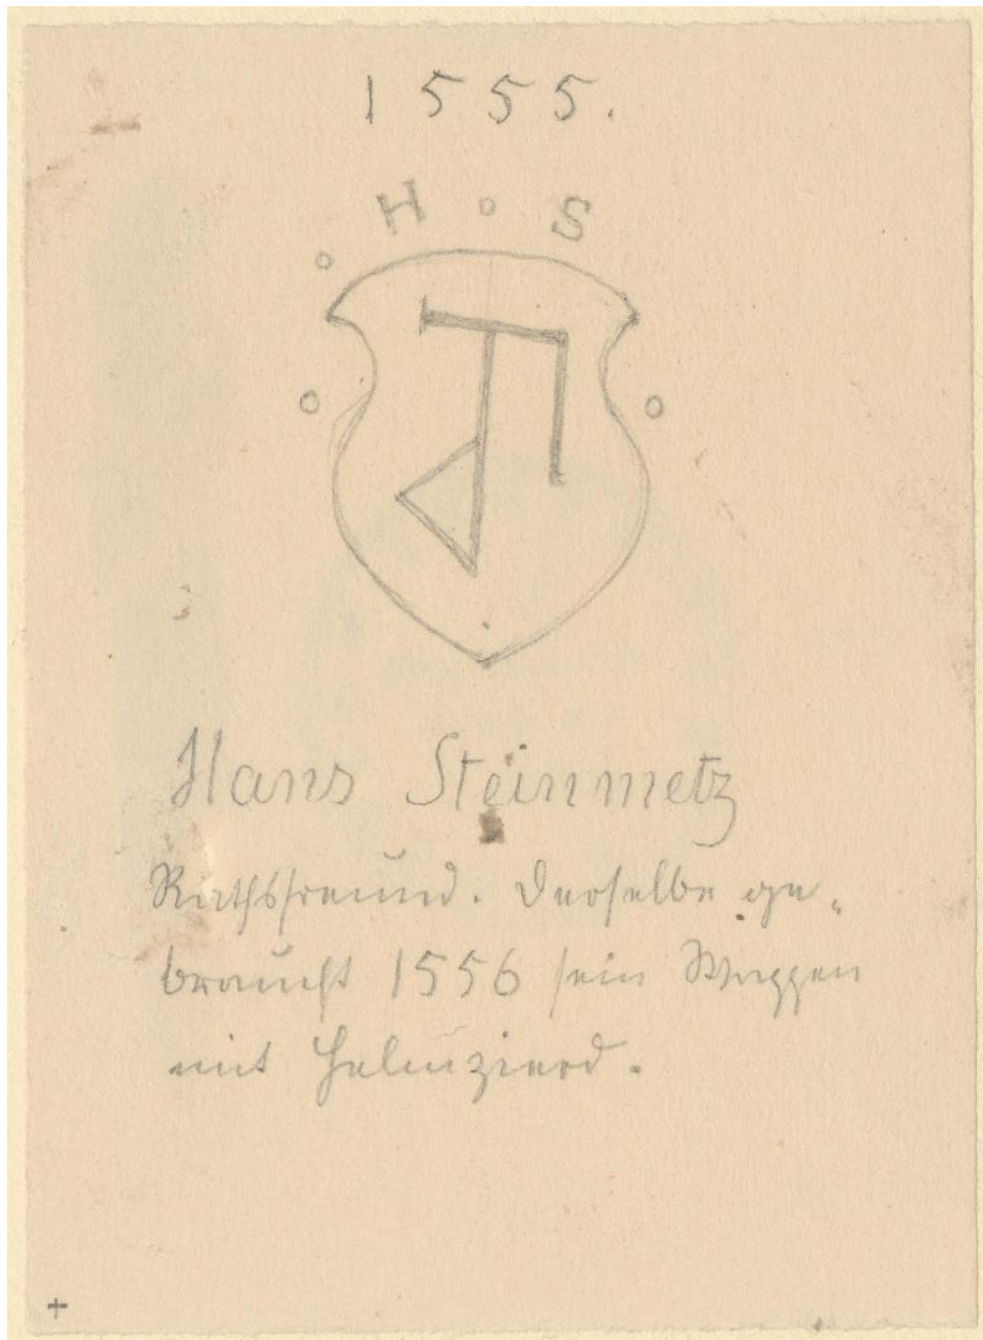 1555.
H S
Hans Steinmetz
Rathsfreund. Derselbe ge-
braucht 1556 sein Wappen
mit Helmzierd.